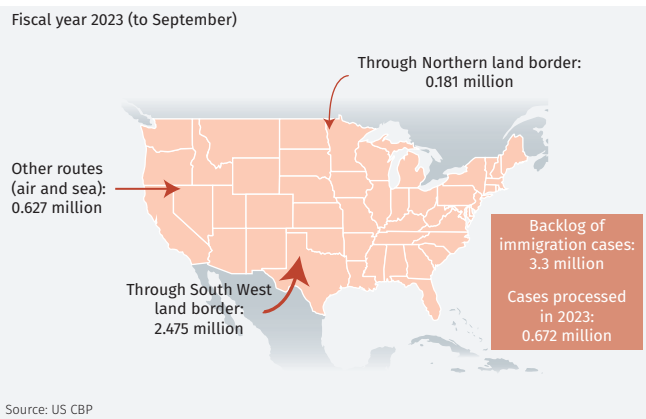 Fiscal year 2023 (to September)
Through Northern land border:
0.181 million
Other routes
(air and sea):
0.627 million
Through South West
land border:
2.475 million
Backlog of
immigration cases:
3.3 million
Cases processed
in 2023:
0.672 million
Source: US CBP